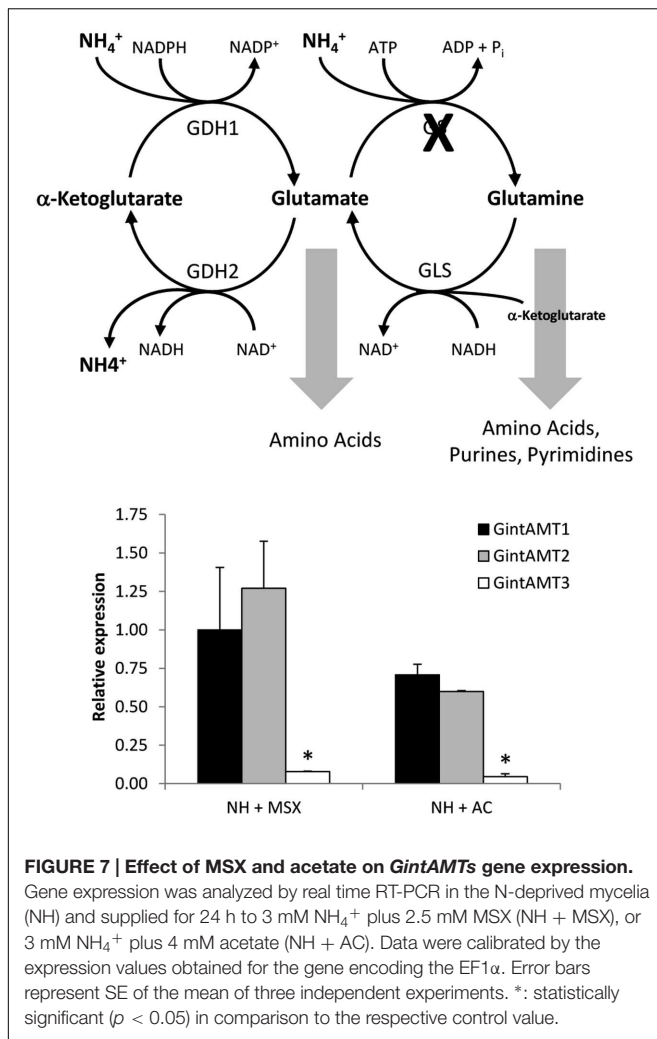 NH₄⁺ NADPH NADP⁺ NH₄⁺ ATP ADP + Pᵢ
GDH1
α-Ketoglutarate Glutamate Glutamine
GDH2 GLS
α-Ketoglutarate
NH4⁺ NADH NAD⁺ NAD⁺ NADH
Amino Acids
Amino Acids,
Purines, Pyrimidines
Relative expression
1.75
1.50
1.25
1.00
0.75
0.50
0.25
0.00
GintAMT1
GintAMT2
GintAMT3
* *
NH + MSX NH + AC
FIGURE 7 | Effect of MSX and acetate on GintAMTs gene expression.
Gene expression was analyzed by real time RT-PCR in the N-deprived mycelia
(NH) and supplied for 24 h to 3 mM NH₄⁺ plus 2.5 mM MSX (NH + MSX), or
3 mM NH₄⁺ plus 4 mM acetate (NH + AC). Data were calibrated by the
expression values obtained for the gene encoding the EF1α. Error bars
represent SE of the mean of three independent experiments. *: statistically
significant (p < 0.05) in comparison to the respective control value.